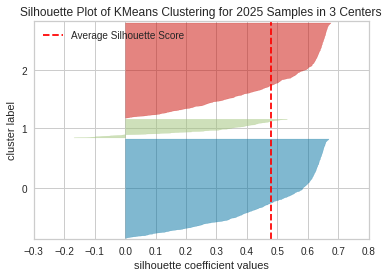 Silhouette Plot of KMeans Clustering for 2025 Samples in 3 Centers
Average Silhouette Score
2
1
0
cluster label
−0.3 −0.2 −0.1 0.0 0.1 0.2 0.3 0.4 0.5 0.6 0.7 0.8
silhouette coefficient values